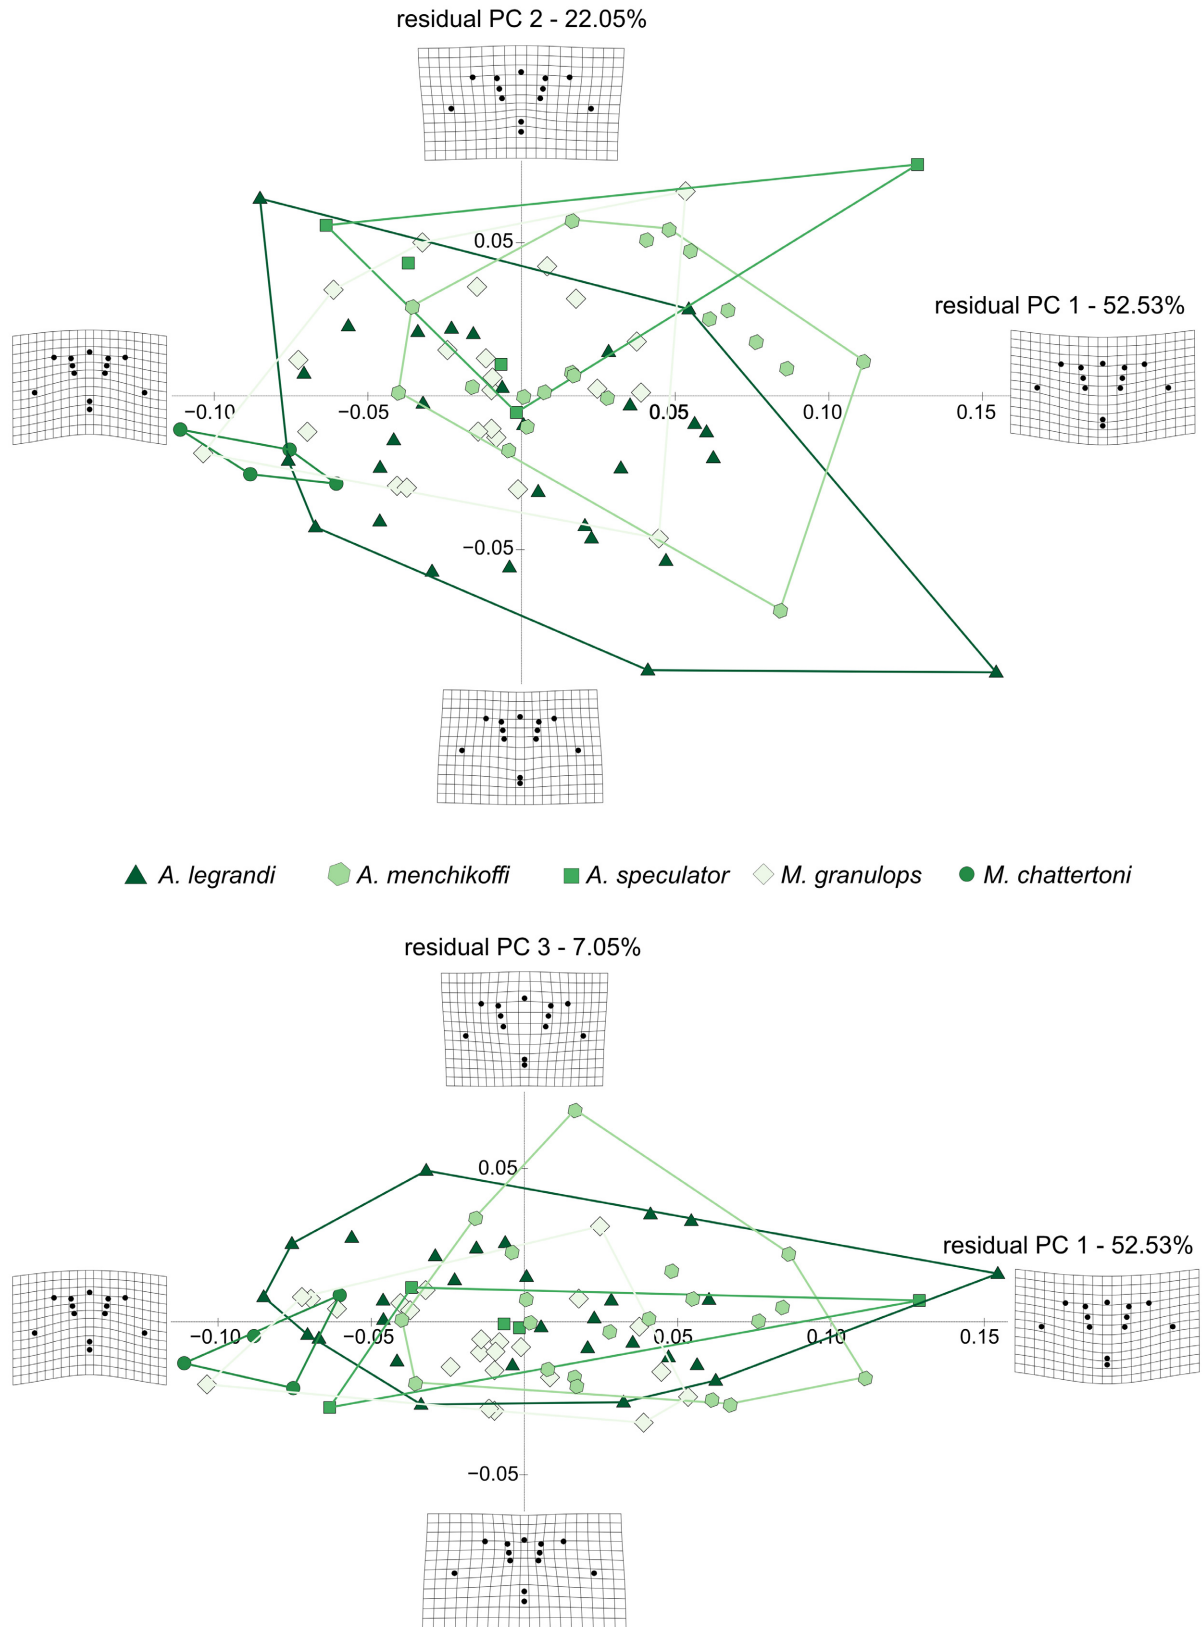 residual PC 2 - 22.05%
0.05
residual PC 1 - 52.53%
−0.10
−0.05
0.05
0.10
0.15
−0.05
A. legrandi
A. menchikoffi
A. speculator
M. granulops
M. chattertoni
residual PC 3 - 7.05%
0.05
residual PC 1 - 52.53%
−0.10
−0.05
0.05
0.10
0.15
−0.05